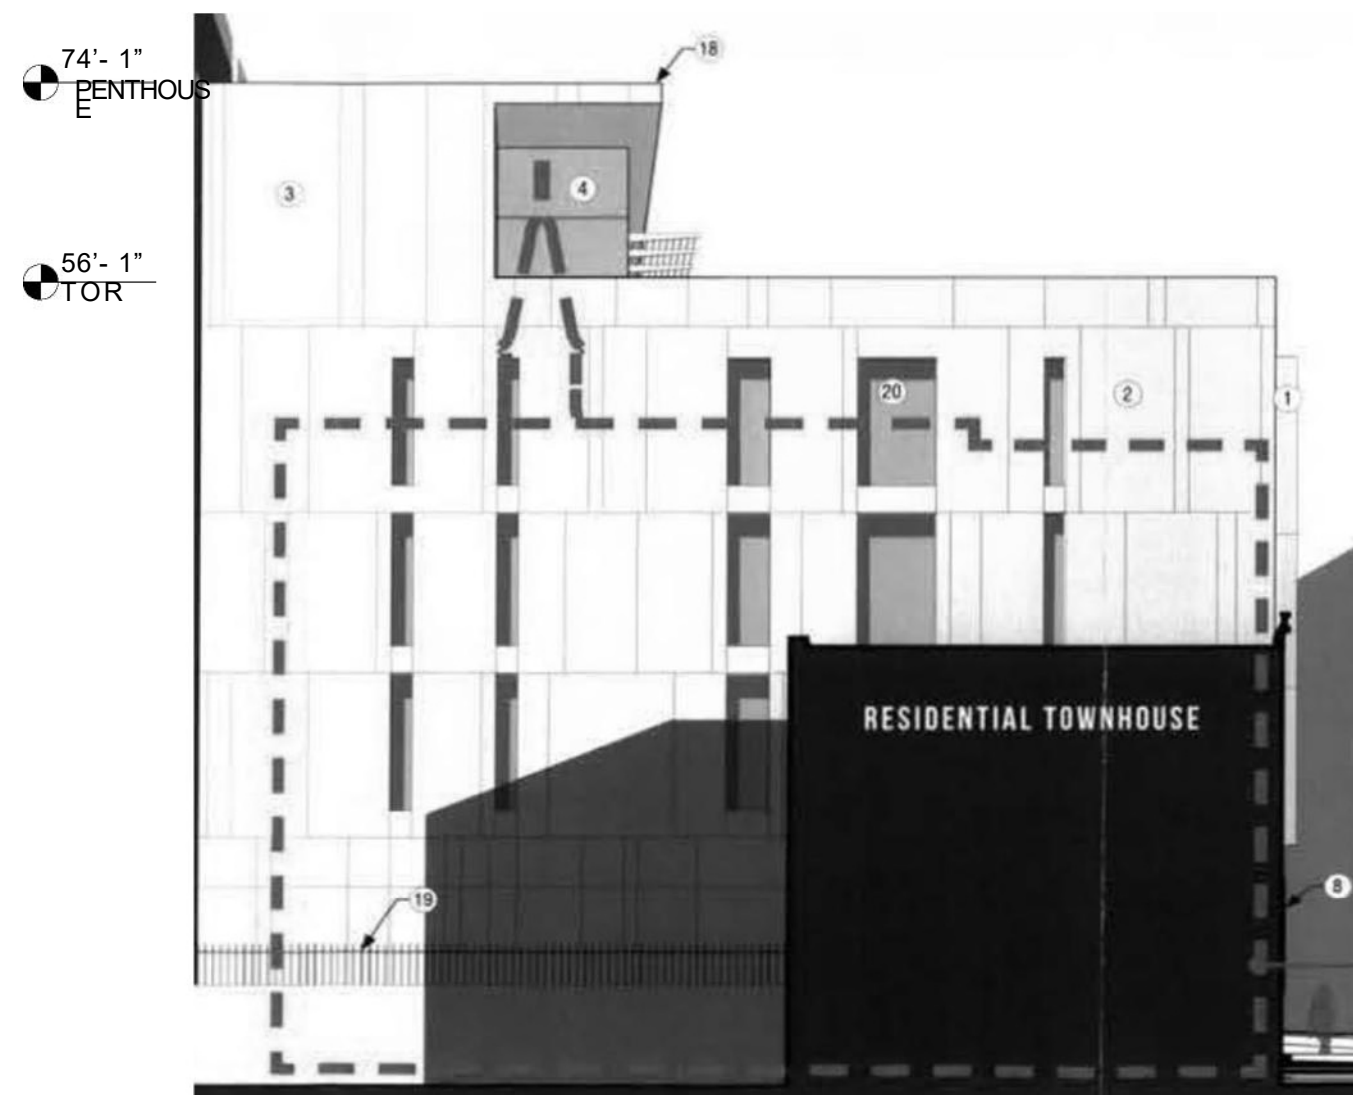 74’- 1”
PENTHOUS
E
18
3
4
56’- 1”
TOR
20
2
1
RESIDENTIAL TOWNHOUSE
8
19